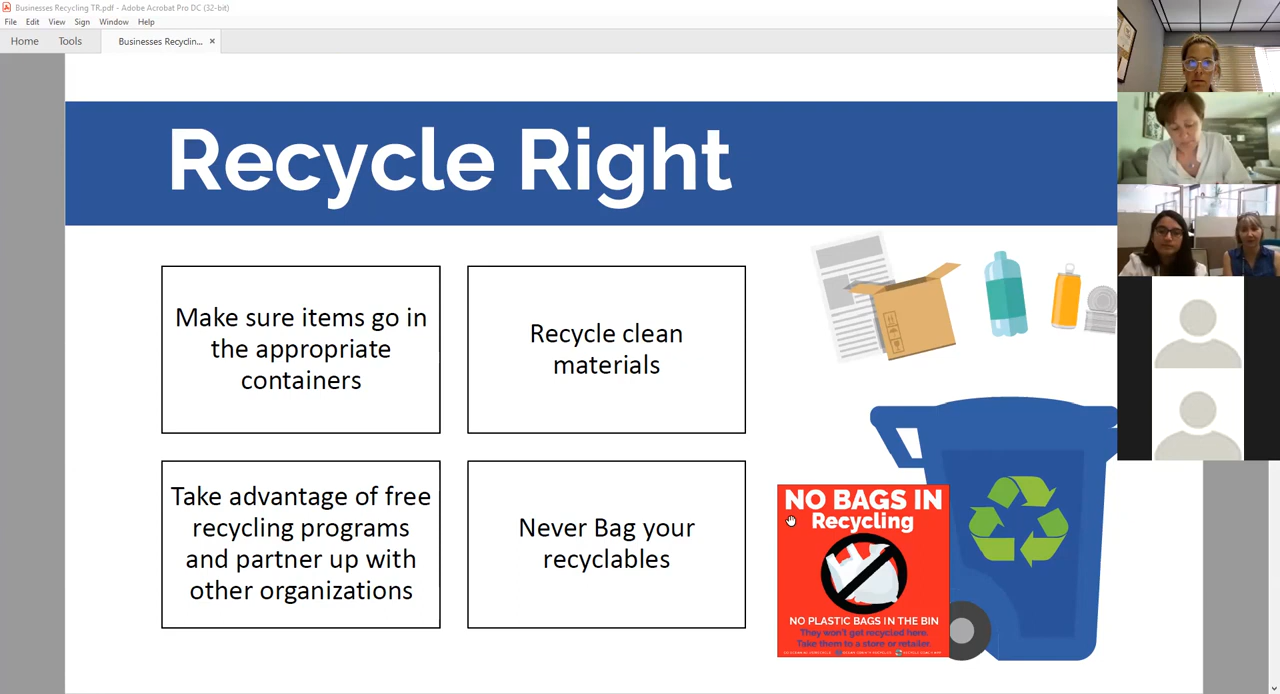 Businesses Recycling TR.pdf - Adobe Acrobat Pro DC (32-bit)
File Edit View Sign Window Help
Home Tools Businesses Recyclin... ×
Recycle Right
Make sure items go in
the appropriate
containers
Recycle clean
materials
Take advantage of free
recycling programs
and partner up with
other organizations
Never Bag your
recyclables
NO BAGS IN
Recycling
NO PLASTIC BAGS IN THE BIN
They won't get recycled here.
Take them to a store or retailer.